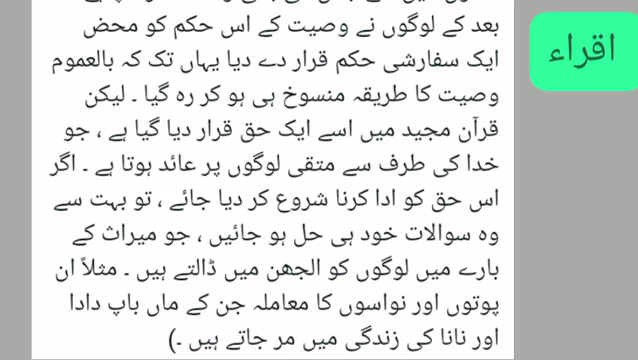 بعد کے لوگوں نے وصیت کے اس حکم کو محض
ایک سفارشی حکم قرار دے دیا یہاں تک کہ بالعموم
وصیت کا طریقہ منسوخ ہی ہو کر رہ گیا ۔ لیکن
قرآن مجید میں اسے ایک حق قرار دیا گیا ہے ، جو
خدا کی طرف سے متقی لوگوں پر عائد ہوتا ہے ۔ اگر
اس حق کو ادا کرنا شروع کر دیا جائے ، تو بہت سے
وہ سوالات خود ہی حل ہو جائیں ، جو میراث کے
بارے میں لوگوں کو الجھن میں ڈالتے ہیں ۔ مثلاً ان
پوتوں اور نواسوں کا معاملہ جن کے ماں باپ دادا
اور نانا کی زندگی میں مر جاتے ہیں ۔)
اقراء